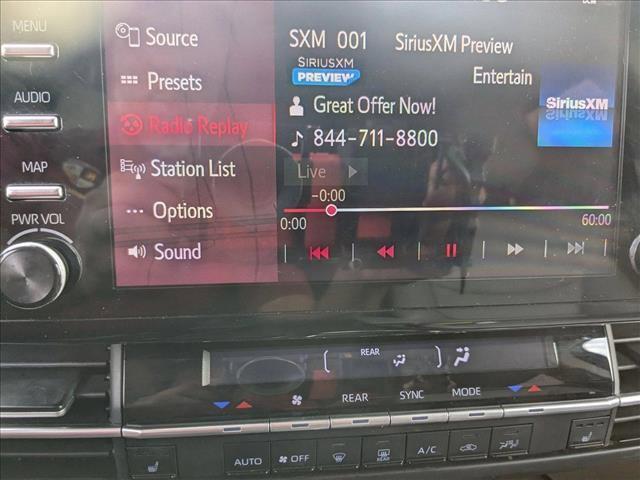 MENU
AUDIO
MAP
PWR VOL
Source
Presets
Radio Replay
Station List
Options
Sound
SXM 001 SiriusXM Preview
SIRIUSXM
PREVIEW
Entertain
SiriusXM
Great Offer Now!
844-711-8800
Live
-0:00
0:00
60:00
REAR
REAR SYNC MODE
AUTO
OFF
REAR
A/C